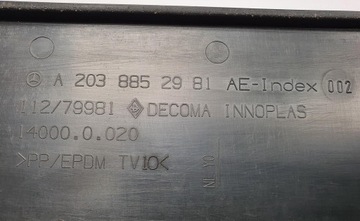 A 203 885 29 81 AE-Index 002
112/79981 DECOMA INNOPLAS
14000.0.020
>PP/EPDM TV10<